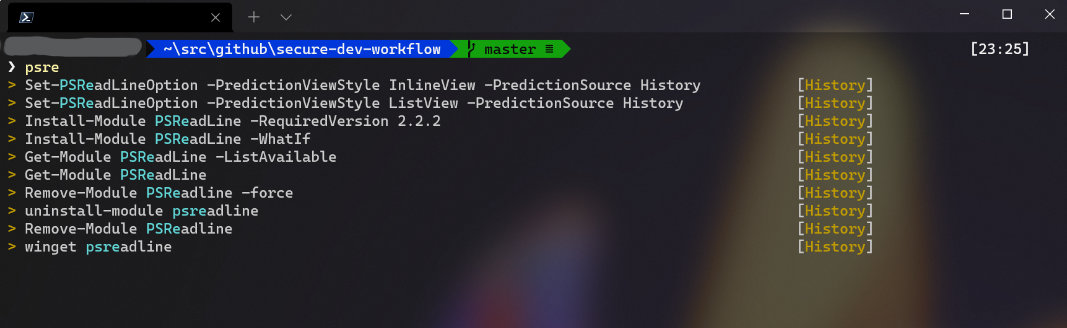 ~\src\github\secure-dev-workflow master ≡ [23:25]
❯ psre
> Set-PSReadLineOption -PredictionViewStyle InlineView -PredictionSource History [History]
> Set-PSReadLineOption -PredictionViewStyle ListView -PredictionSource History [History]
> Install-Module PSReadLine -RequiredVersion 2.2.2 [History]
> Install-Module PSReadLine -WhatIf [History]
> Get-Module PSReadLine -ListAvailable [History]
> Get-Module PSReadLine [History]
> Remove-Module PSReadline -force [History]
> uninstall-module psreadline [History]
> Remove-Module PSReadline [History]
> winget psreadline [History]